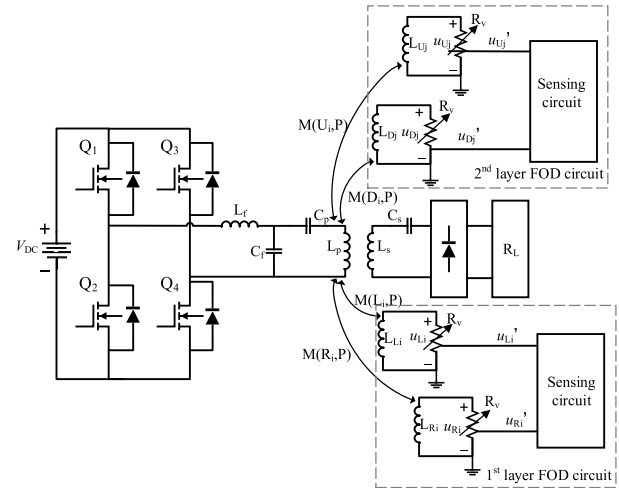 +
L_Uj
u_Uj
R_v
u_Uj'
−
Sensing
circuit
+
L_Dj
u_Dj
R_v
u_Dj'
−
2nd layer FOD circuit
M(U_i,P)
M(D_i,P)
Q_1
Q_3
+
V_DC
−
L_f
C_f
C_p
L_p
C_s
L_s
R_L
Q_2
Q_4
M(L_i,P)
M(R_i,P)
+
L_Li
u_Li
R_v
u_Li'
−
Sensing
circuit
+
L_Ri
u_Ri
R_v
u_Ri'
−
1st layer FOD circuit